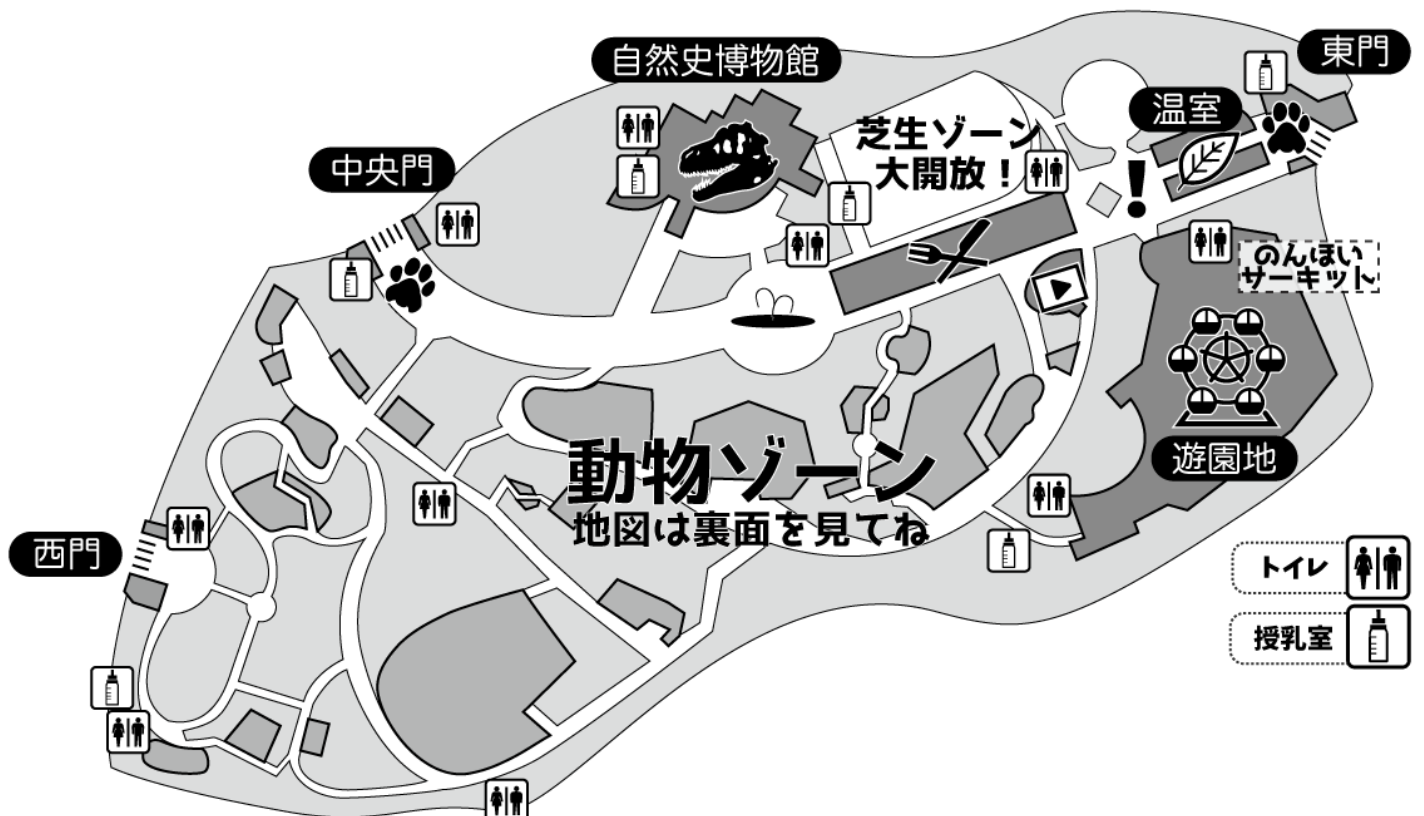 自然史博物館
東門
温室
芝生ゾーン
大開放！
中央門
！
のんほい
サーキット
動物ゾーン
地図は裏面を見てね
遊園地
西門
トイレ
授乳室